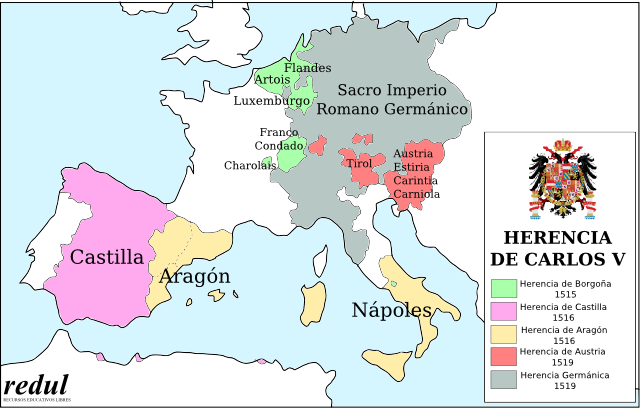 Flandes
Artois
Luxemburgo
Sacro Imperio
Romano Germánico
Franco
Condado
Charolais
Tirol
Austria
Estiria
Carintia
Carniola
Castilla
Aragón
Nápoles
HERENCIA
DE CARLOS V
Herencia de Borgoña
1515
Herencia de Castilla
1516
Herencia de Aragón
1516
Herencia de Austria
1519
Herencia Germánica
1519
redul
RECURSOS EDUCATIVOS LIBRES